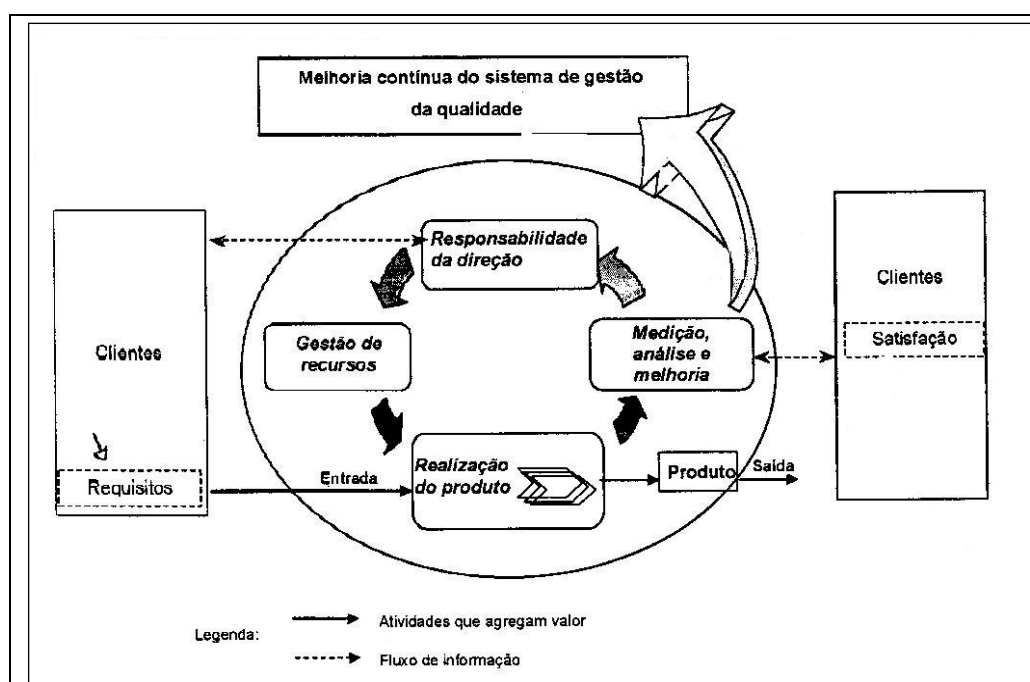 Melhoria contínua do sistema de gestão
da qualidade
Responsabilidade
da direção
Clientes
Requisitos
Gestão de
recursos
Medição,
análise e
melhoria
Clientes
Satisfação
Entrada
Realização
do produto
Produto
Saída
Legenda:
Atividades que agregam valor
Fluxo de informação